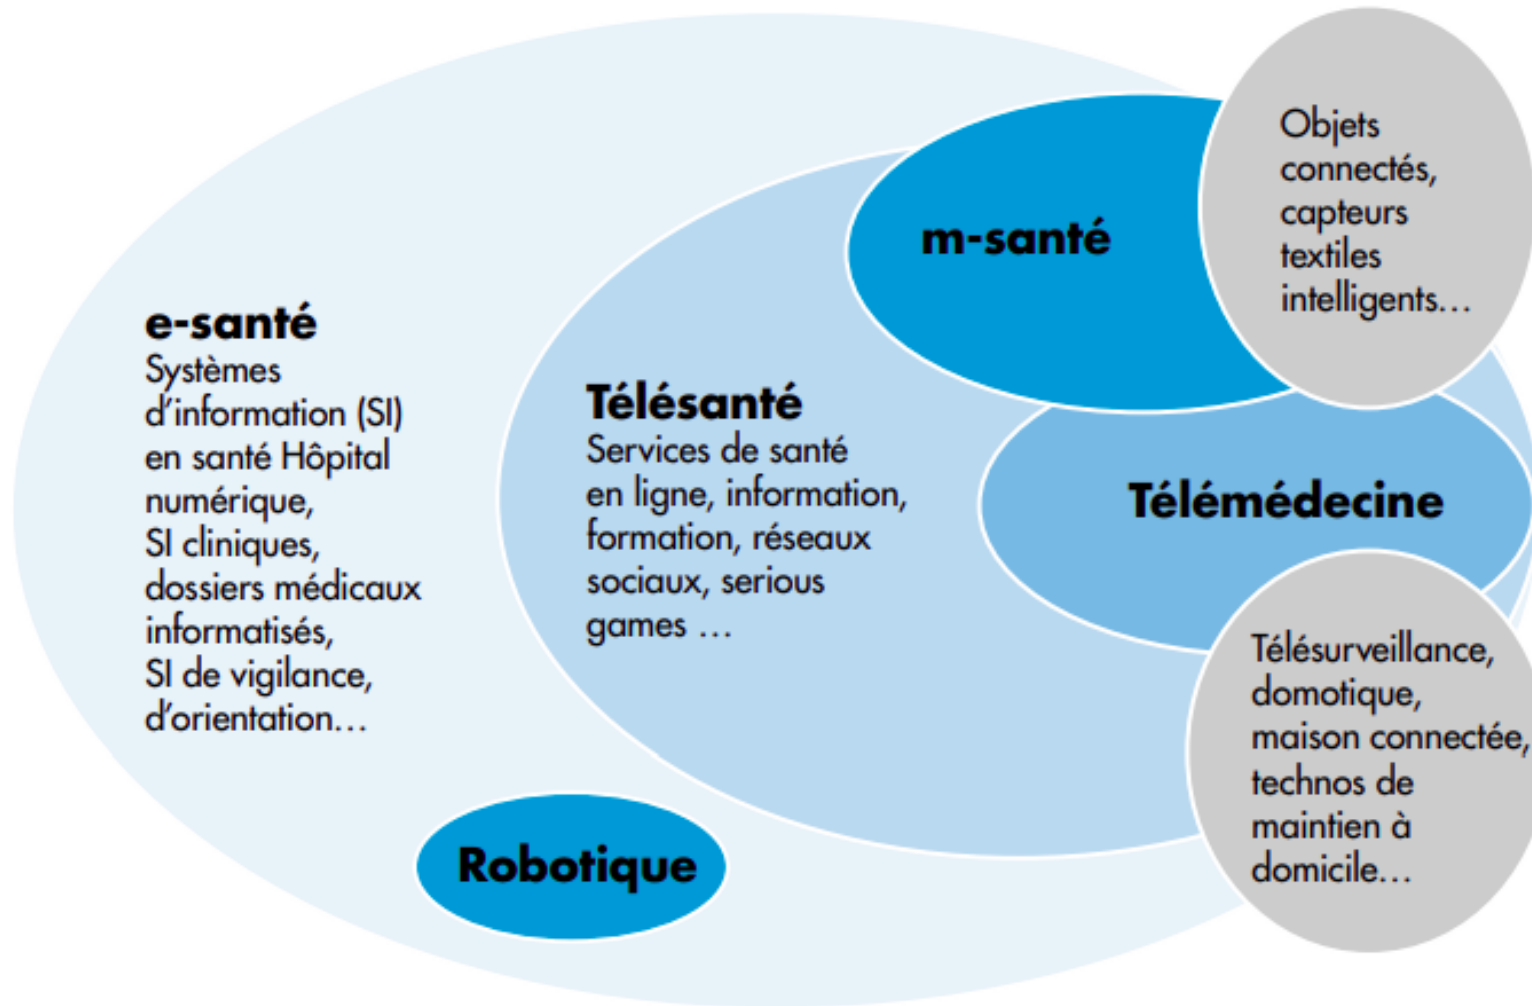 e-santé
Systèmes
d'information (SI)
en santé Hôpital
numérique,
SI cliniques,
dossiers médicaux
informatisés,
SI de vigilance,
d'orientation…
Télésanté
Services de santé
en ligne, information,
formation, réseaux
sociaux, serious
games …
m-santé
Objets
connectés,
capteurs
textiles
intelligents…
Télémédecine
Télésurveillance,
domotique,
maison connectée,
technos de
maintien à
domicile…
Robotique